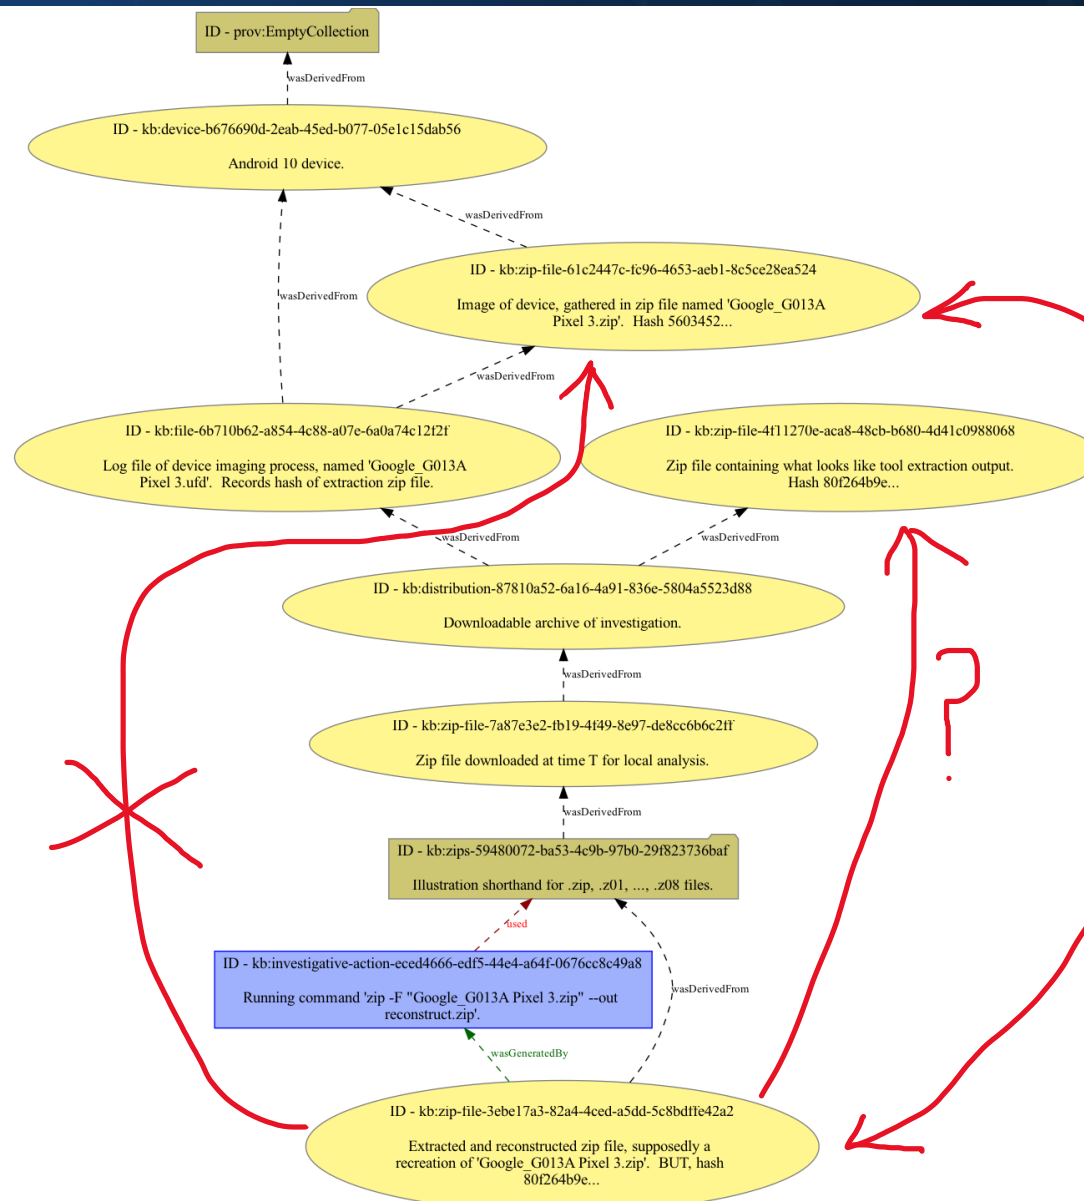 ID - prov:EmptyCollection
wasDerivedFrom
ID - kb:device-b676690d-2eab-45ed-b077-05e1c15dab56
Android 10 device.
wasDerivedFrom
ID - kb:zip-file-61c2447c-fc96-4653-aeb1-8c5ce28ea524
Image of device, gathered in zip file named 'Google_G013A
Pixel 3.zip'.  Hash 5603452...
wasDerivedFrom
wasDerivedFrom
ID - kb:file-6b710b62-a854-4c88-a07e-6a0a74c12f2f
Log file of device imaging process, named 'Google_G013A
Pixel 3.ufd'.  Records hash of extraction zip file.
ID - kb:zip-file-4f11270e-aca8-48cb-b680-4d41c0988068
Zip file containing what looks like tool extraction output.
Hash 80f264b9e...
wasDerivedFrom
wasDerivedFrom
ID - kb:distribution-87810a52-6a16-4a91-836e-5804a5523d88
Downloadable archive of investigation.
wasDerivedFrom
?
ID - kb:zip-file-7a87e3e2-fb19-4f49-8e97-de8cc6b6c2ff
Zip file downloaded at time T for local analysis.
wasDerivedFrom
ID - kb:zips-59480072-ba53-4c9b-97b0-29f823736baf
Illustration shorthand for .zip, .z01, ..., .z08 files.
used
ID - kb:investigative-action-eced4666-edf5-44e4-a64f-0676cc8c49a8
Running command 'zip -F "Google_G013A Pixel 3.zip" --out
reconstruct.zip'.
wasDerivedFrom
wasGeneratedBy
ID - kb:zip-file-3ebe17a3-82a4-4ced-a5dd-5c8bdffe42a2
Extracted and reconstructed zip file, supposedly a
recreation of 'Google_G013A Pixel 3.zip'.  BUT, hash
80f264b9e...